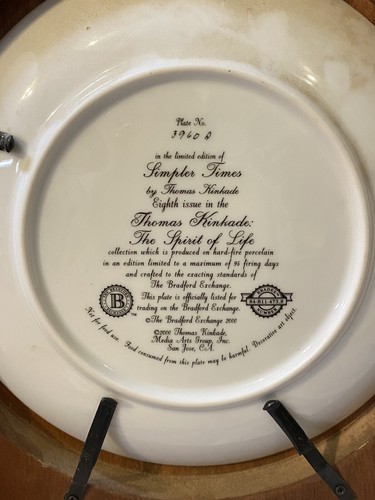 Plate No.
3960 A
in the limited edition of
Simpler Times
by Thomas Kinkade
Eighth issue in the
Thomas Kinkade:
The Spirit of Life
collection which is produced on hard-fire porcelain
in an edition limited to a maximum of 95 firing days
and crafted to the exacting standards of
The Bradford Exchange.
This plate is officially listed for
trading on the Bradford Exchange.
©The Bradford Exchange 2000
©2000 Thomas Kinkade,
Media Arts Group, Inc.
San Jose, CA.
B
BRADEX
NUMBER
Not for food use. Food consumed from this plate may be harmful. Decorative art object.